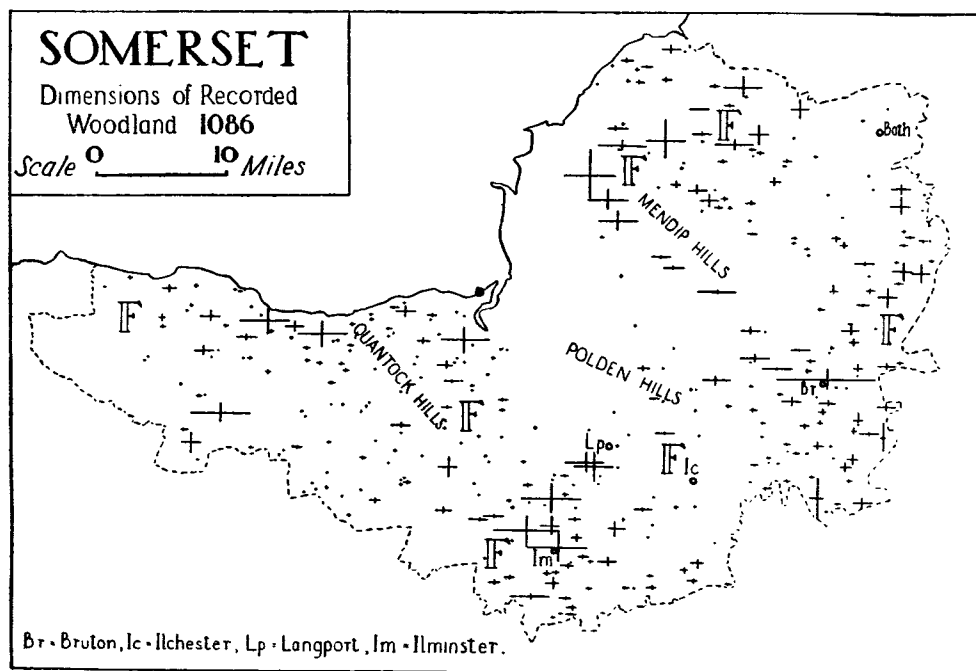 SOMERSET
Dimensions of Recorded
Woodland 1086
Scale 0 10 Miles
F
Bath
F
MENDIP HILLS
F
F
QUANTOCK HILLS
POLDEN HILLS
Br
F
Lp
F
Ic
F
Im
Br-Bruton, Ic-Ilchester, Lp-Langport, Im-Ilminster.